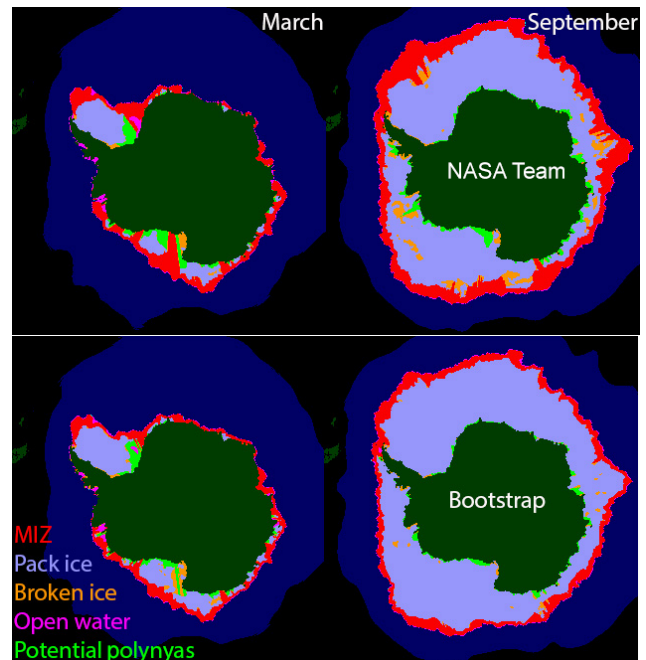 March
September
NASA Team
Bootstrap
MIZ
Pack ice
Broken ice
Open water
Potential polynyas